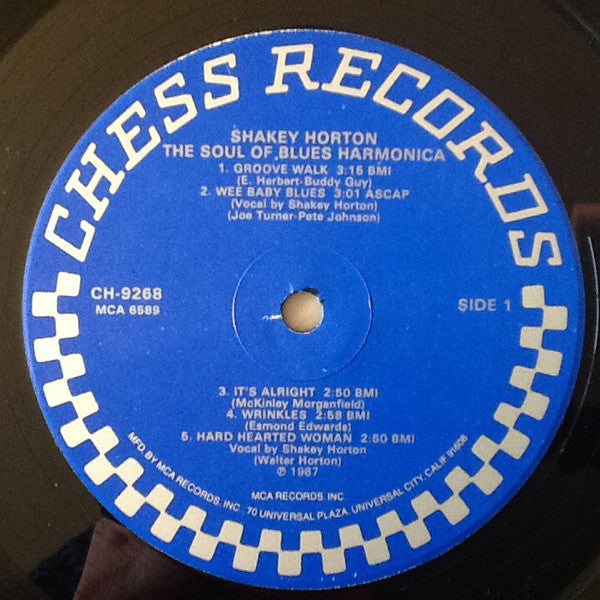 CHESS RECORDS
SHAKEY HORTON
THE SOUL OF BLUES HARMONICA
1. GROOVE WALK 3:15 BMI
(E. Herbert-Buddy Guy)
2. WEE BABY BLUES 3:01 ASCAP
(Vocal by Shakey Horton)
(Joe Turner-Pete Johnson)
CH-9268
MCA 6589
SIDE 1
3. IT'S ALRIGHT 2:50 BMI
(McKinley Morganfield)
4. WRINKLES 2:58 BMI
(Esmond Edwards)
5. HARD HEARTED WOMAN 2:50 BMI
Vocal by Shakey Horton
(Walter Horton)
℗ 1967
MCA RECORDS, INC.
MFD. BY MCA RECORDS, INC. 70 UNIVERSAL PLAZA, UNIVERSAL CITY, CALIF. 91608